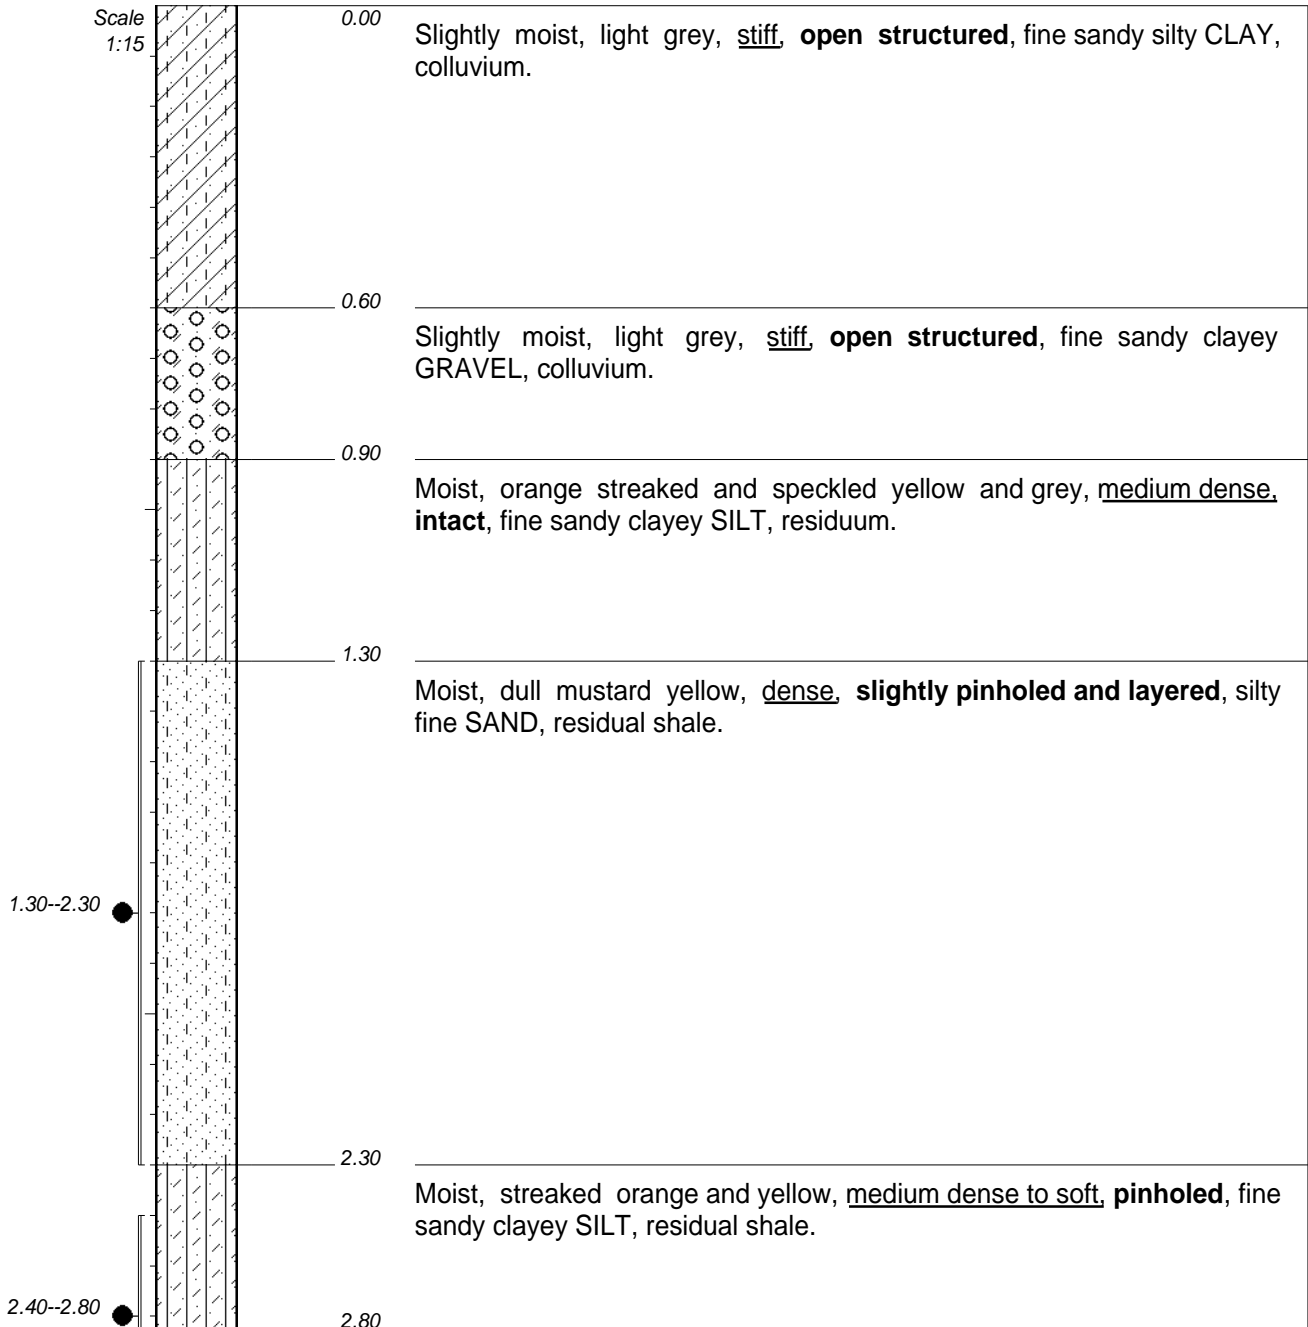 Scale
1:15
0.00
Slightly moist, light grey, stiff, open structured, fine sandy silty CLAY,
colluvium.
0.60
Slightly moist, light grey, stiff, open structured, fine sandy clayey
GRAVEL, colluvium.
0.90
Moist, orange streaked and speckled yellow and grey, medium dense,
intact, fine sandy clayey SILT, residuum.
1.30
Moist, dull mustard yellow, dense, slightly pinholed and layered, silty
fine SAND, residual shale.
1.30--2.30
2.30
Moist, streaked orange and yellow, medium dense to soft, pinholed, fine
sandy clayey SILT, residual shale.
2.40--2.80
2.80